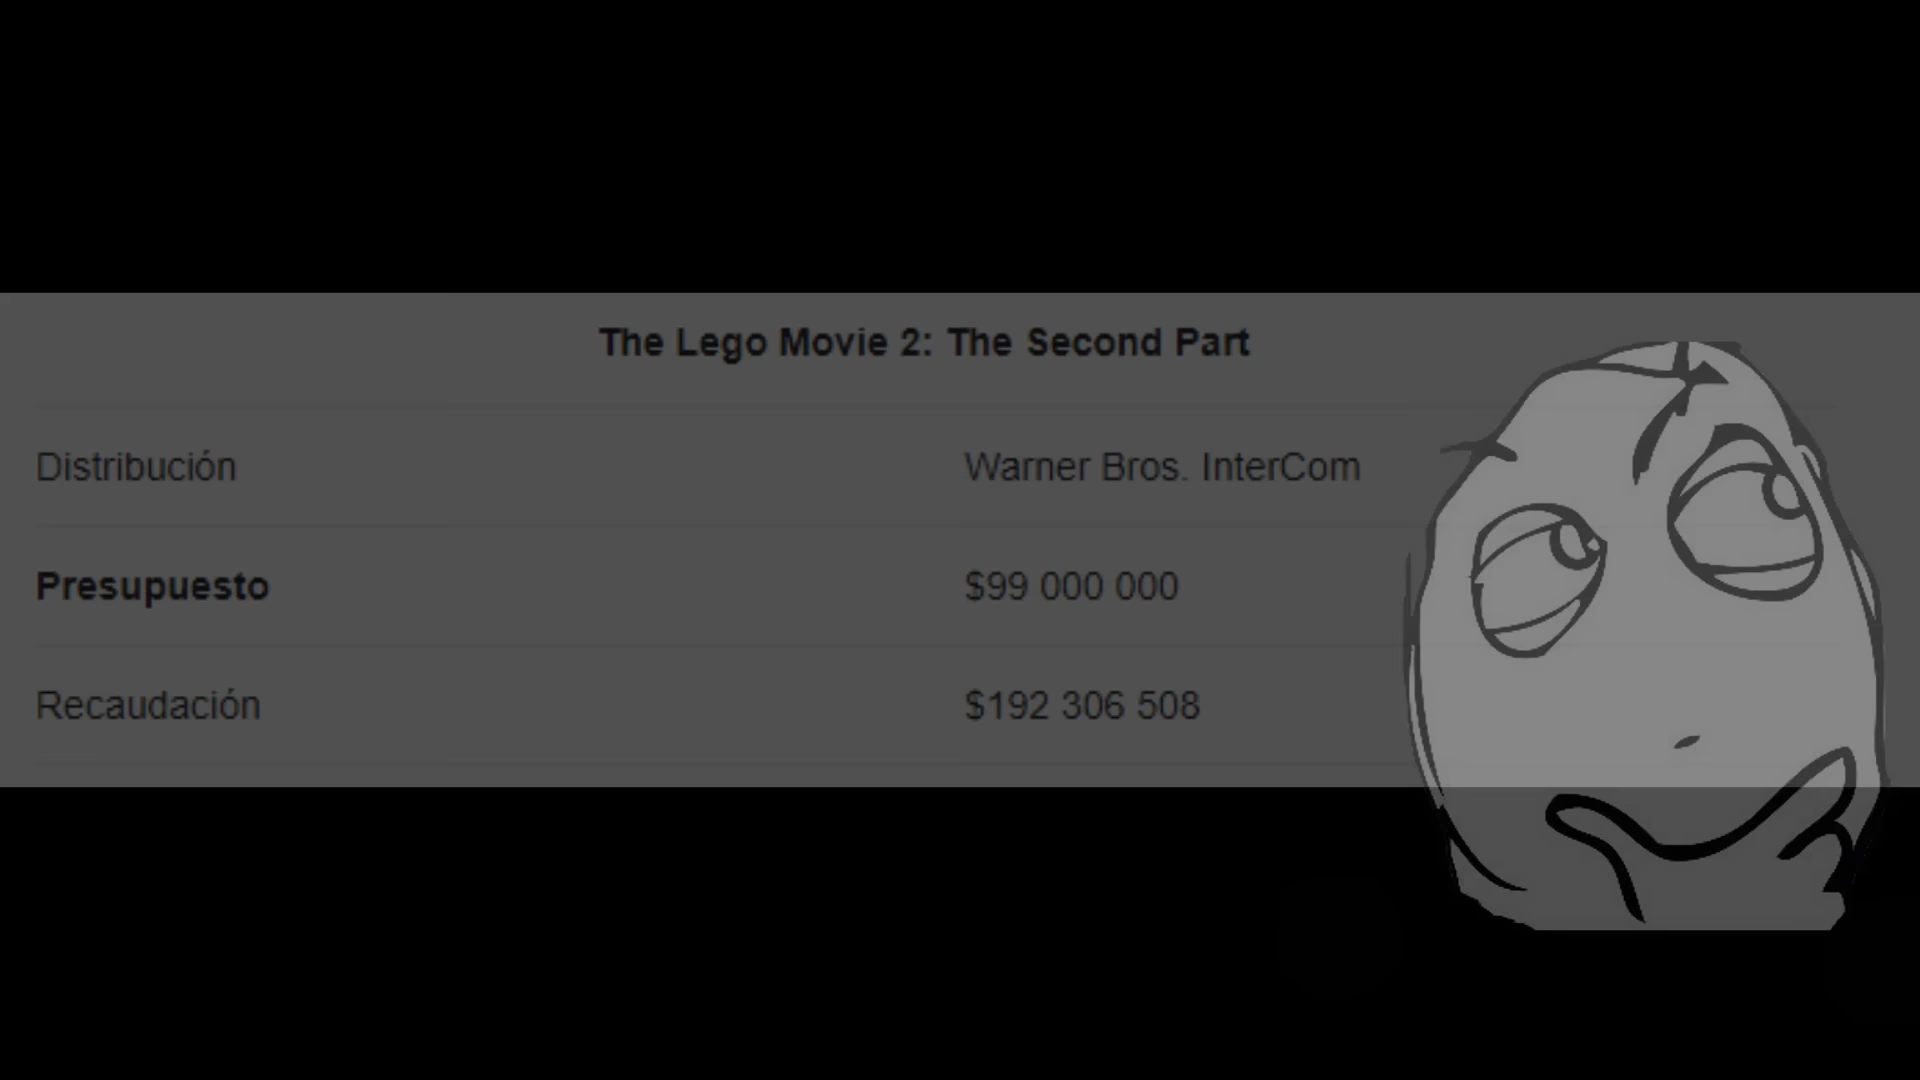 The Lego Movie 2: The Second Part
Distribución Warner Bros. InterCom
Presupuesto $99 000 000
Recaudación $192 306 508